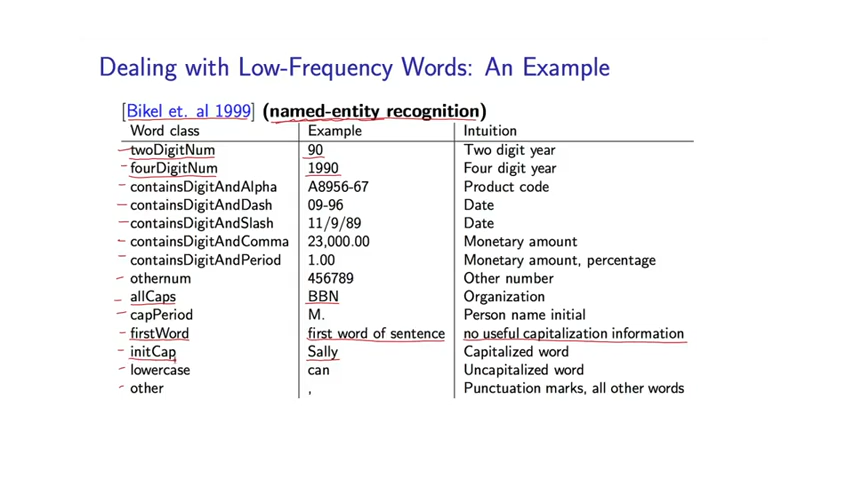 Dealing with Low-Frequency Words: An Example
[Bikel et. al 1999] (named-entity recognition)
Word class Example Intuition
twoDigitNum 90 Two digit year
fourDigitNum 1990 Four digit year
containsDigitAndAlpha A8956-67 Product code
containsDigitAndDash 09-96 Date
containsDigitAndSlash 11/9/89 Date
containsDigitAndComma 23,000.00 Monetary amount
containsDigitAndPeriod 1.00 Monetary amount, percentage
othernum 456789 Other number
allCaps BBN Organization
capPeriod M. Person name initial
firstWord first word of sentence no useful capitalization information
initCap Sally Capitalized word
lowercase can Uncapitalized word
other , Punctuation marks, all other words